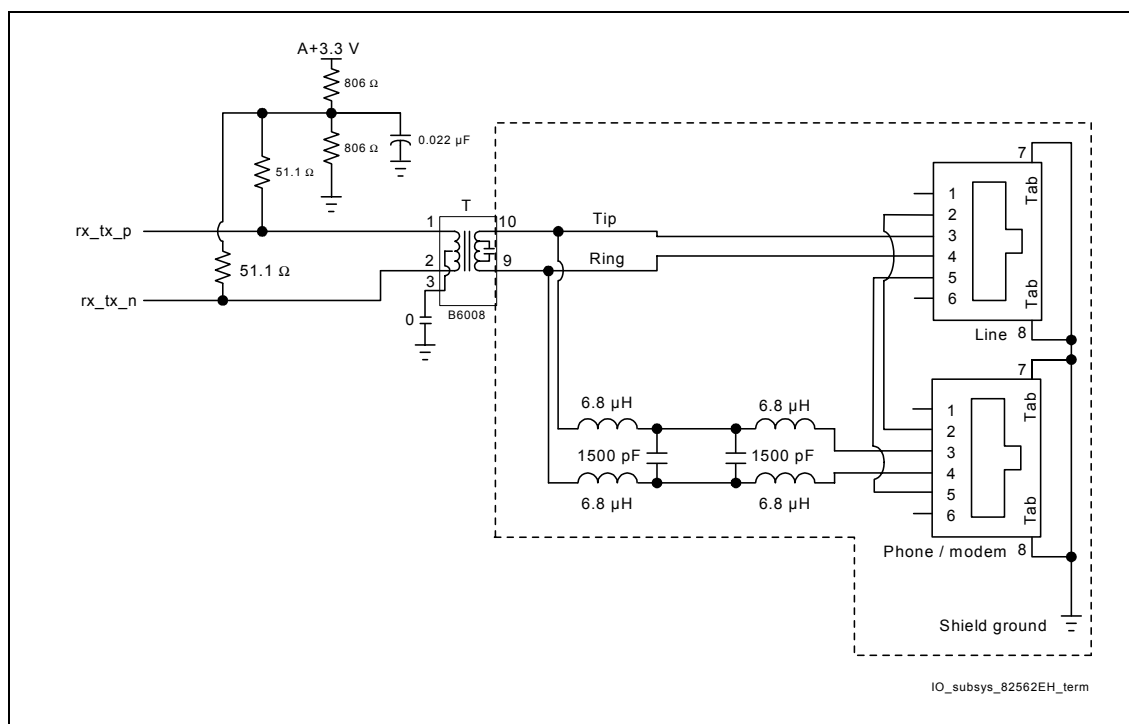 A+3.3 V
806 Ω
806 Ω
0.022 µF
51.1 Ω
rx_tx_p
51.1 Ω
rx_tx_n
T
1
2
3
10
9
B6008
0
Tip
Ring
7
Tab
1
2
3
4
5
6
Tab
Line
8
7
Tab
1
2
3
4
5
6
Tab
Phone / modem
8
6.8 µH
6.8 µH
1500 pF
1500 pF
6.8 µH
6.8 µH
Shield ground
IO_subsys_82562EH_term